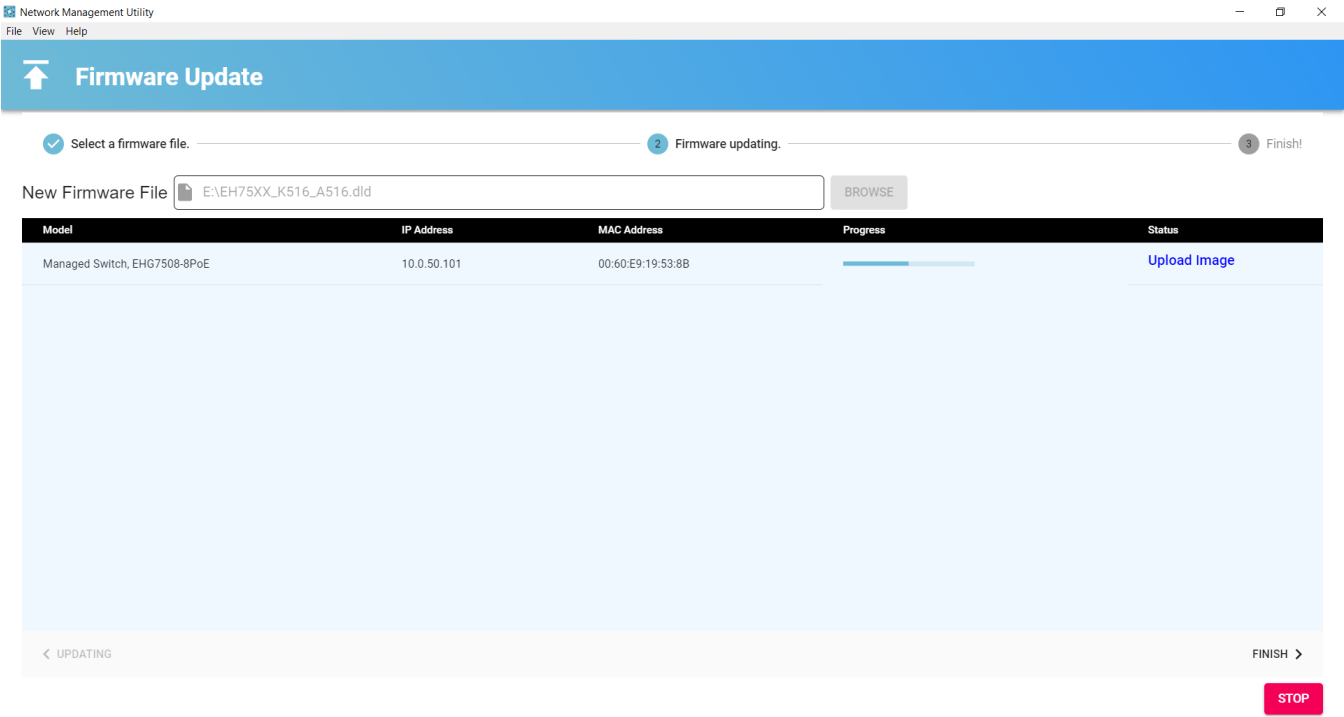 Network Management Utility
File View Help
Firmware Update
Select a firmware file.
2 Firmware updating.
3 Finish!
New Firmware File E:\EH75XX_K516_A516.dld BROWSE
Model IP Address MAC Address Progress Status
Managed Switch, EHG7508-8PoE 10.0.50.101 00:60:E9:19:53:8B Upload Image
UPDATING FINISH
STOP